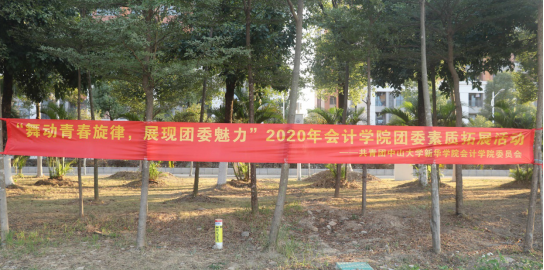 “舞动青春旋律，展现团委魅力”2020年会计学院团委素质拓展活动
——共青团中山大学新华学院会计学院委员会